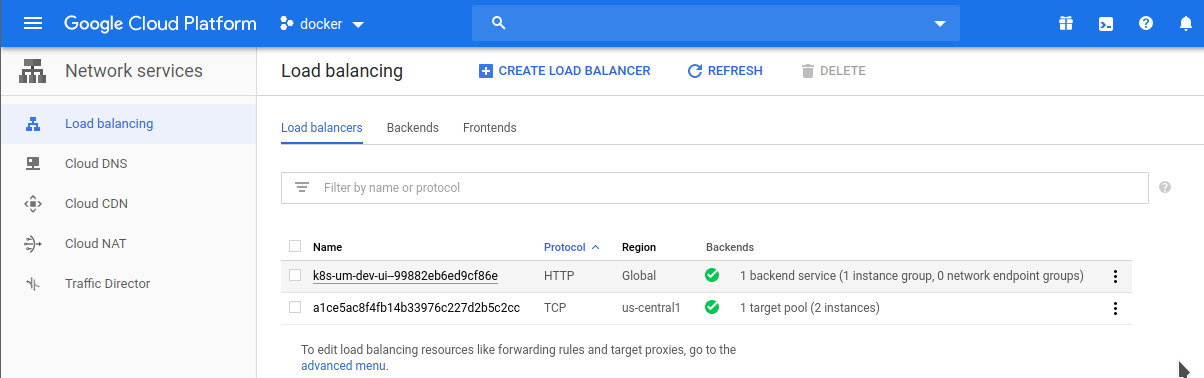 Google Cloud Platform docker
Network services
Load balancing CREATE LOAD BALANCER REFRESH DELETE
Load balancing
Cloud DNS
Cloud CDN
Cloud NAT
Traffic Director
Load balancers Backends Frontends
Filter by name or protocol
Name Protocol Region Backends
k8s-um-dev-ui--99882eb6ed9cf86e HTTP Global 1 backend service (1 instance group, 0 network endpoint groups)
a1ce5ac8f4fb14b33976c227d2b5c2cc TCP us-central1 1 target pool (2 instances)
To edit load balancing resources like forwarding rules and target proxies, go to the
advanced menu.